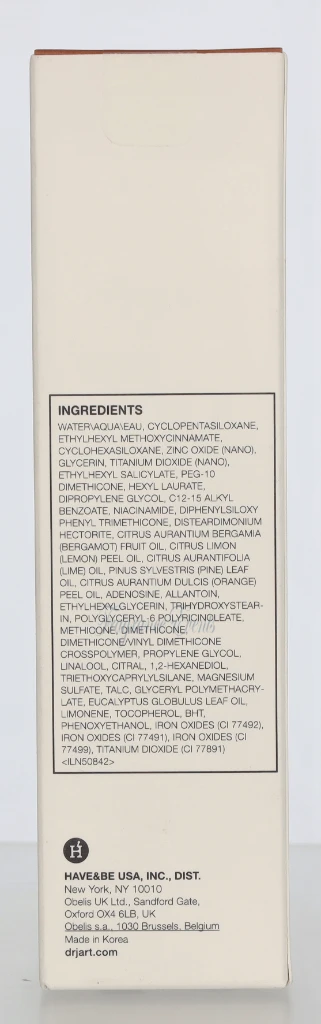 INGREDIENTS
WATER\AQUA\EAU, CYCLOPENTASILOXANE,
ETHYLHEXYL METHOXYCINNAMATE,
CYCLOHEXASILOXANE, ZINC OXIDE (NANO),
GLYCERIN, TITANIUM DIOXIDE (NANO),
ETHYLHEXYL SALICYLATE, PEG-10
DIMETHICONE, HEXYL LAURATE,
DIPROPYLENE GLYCOL, C12-15 ALKYL
BENZOATE, NIACINAMIDE, DIPHENYLSILOXY
PHENYL TRIMETHICONE, DISTEARDIMONIUM
HECTORITE, CITRUS AURANTIUM BERGAMIA
(BERGAMOT) FRUIT OIL, CITRUS LIMON
(LEMON) PEEL OIL, CITRUS AURANTIFOLIA
(LIME) OIL, PINUS SYLVESTRIS (PINE) LEAF
OIL, CITRUS AURANTIUM DULCIS (ORANGE)
PEEL OIL, ADENOSINE, ALLANTOIN,
ETHYLHEXYLGLYCERIN, TRIHYDROXYSTEAR-
IN, POLYGLYCERYL-6 POLYRICINOLEATE,
METHICONE, DIMETHICONE,
DIMETHICONE/VINYL DIMETHICONE
CROSSPOLYMER, PROPYLENE GLYCOL,
LINALOOL, CITRAL, 1,2-HEXANEDIOL,
TRIETHOXYCAPRYLYLSILANE, MAGNESIUM
SULFATE, TALC, GLYCERYL POLYMETHACRY-
LATE, EUCALYPTUS GLOBULUS LEAF OIL,
LIMONENE, TOCOPHEROL, BHT,
PHENOXYETHANOL, IRON OXIDES (CI 77492),
IRON OXIDES (CI 77491), IRON OXIDES (CI
77499), TITANIUM DIOXIDE (CI 77891)
<ILN50842>
H
HAVE&BE USA, INC., DIST.
New York, NY 10010
Obelis UK Ltd., Sandford Gate,
Oxford OX4 6LB, UK
Obelis s.a., 1030 Brussels, Belgium
Made in Korea
drjart.com